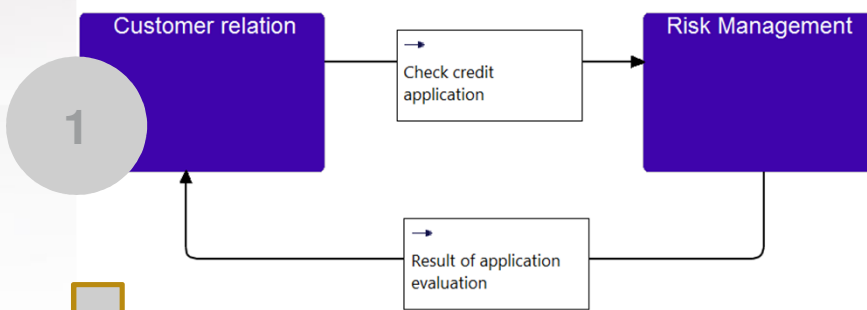 Customer relation
Risk Management
Check credit
application
1
Result of application
evaluation